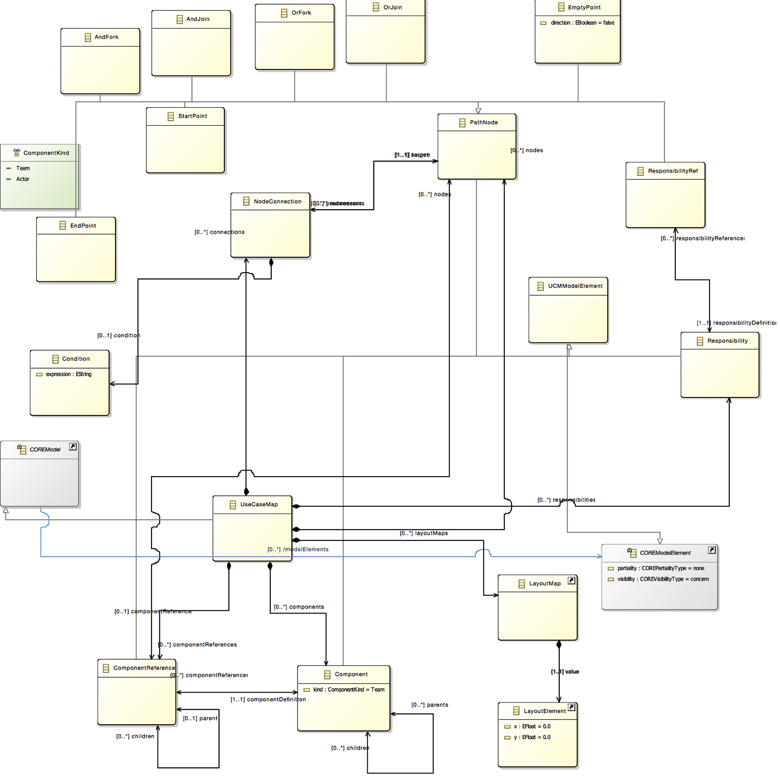 OrFork
OrJoin
EmptyPoint
AndJoin
direction : EBoolean = false
AndFork
StartPoint
PathNode
[0..*] nodes
ComponentKind
Team
Actor
ResponsibilityRef
[0..*] nodes
NodeConnection
EndPoint
[0..*] connections
[0..*] responsibilityReferences
UCMModelElement
[1..1] responsibilityDefinition
[0..1] condition
Responsibility
Condition
expression : EString
COREModel
UseCaseMap
[0..*] responsibilities
[0..*] layoutMaps
[0..*] /modelElements
COREModelElement
partiality : COREPartialityType = none
visibility : COREVisibilityType = concern
LayoutMap
[0..1] componentReference
[0..*] components
[0..*] componentReferences
ComponentReference
[0..*] componentReferences
Component
kind : ComponentKind = Team
[1..1] value
[1..1] componentDefinition
[0..*] parents
LayoutElement
[0..1] parent
x : EFloat = 0.0
y : EFloat = 0.0
[0..*] children
[0..*] children